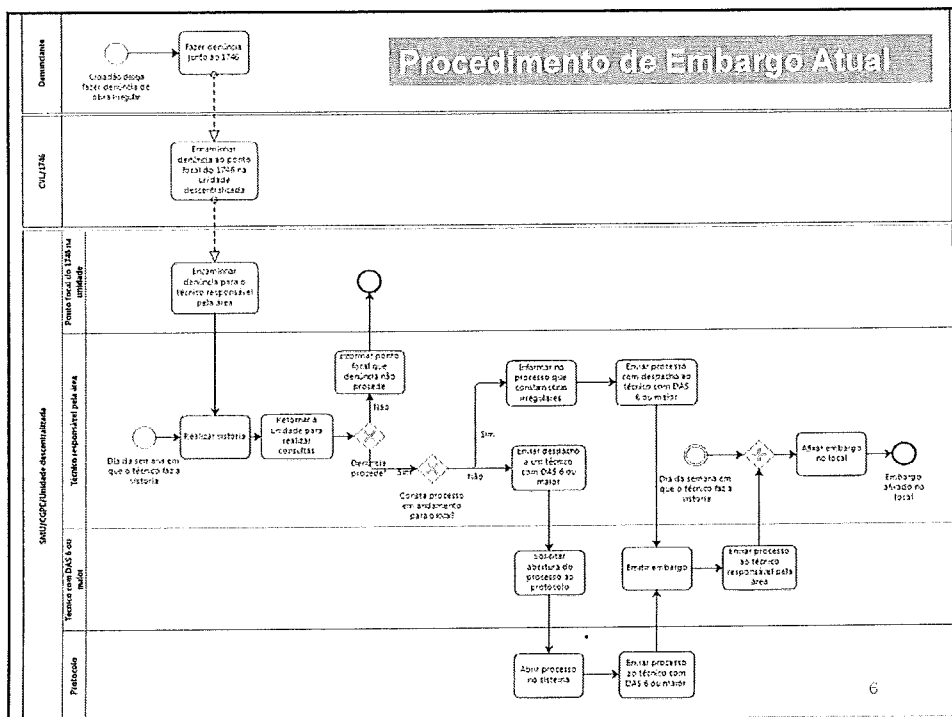 Procedimento de Embargo Atual
Demandante
Cidadão deseja
fazer denúncia de
obra irregular
Fazer denúncia
junto ao 1746
CVL/1746
Encaminhar
denúncia ao ponto
focal do 1746 na
unidade
descentralizada
SMU/CGPE/Unidade descentralizada
Ponto focal do 1746 na
unidade
Encaminhar
denúncia para o
técnico responsável
pela área
Técnico responsável pela área
Dia da semana em
que o técnico faz a
vistoria
Realizar vistoria
Retornar à
unidade para
realizar
consultas
Informar ponto
focal que
denúncia não
procede
Não
Denúncia
procede?
Sim
Consta processo
em andamento
para o local?
Sim
Não
Informar no
processo que
constam obras
irregulares
Enviar processo
com despacho ao
técnico com DAS
6 ou maior
Enviar despacho
a um técnico
com DAS 6 ou
maior
Dia da semana em
que o técnico faz a
vistoria
Afixar embargo
no local
Embargo
afixado no
local
Técnico com DAS 6 ou
maior
Solicitar
abertura do
processo ao
protocolo
Emitir embargo
Enviar processo
ao técnico
responsável pela
área
Protocolo
Abrir processo
no sistema
Enviar processo
ao técnico com
DAS 6 ou maior
6